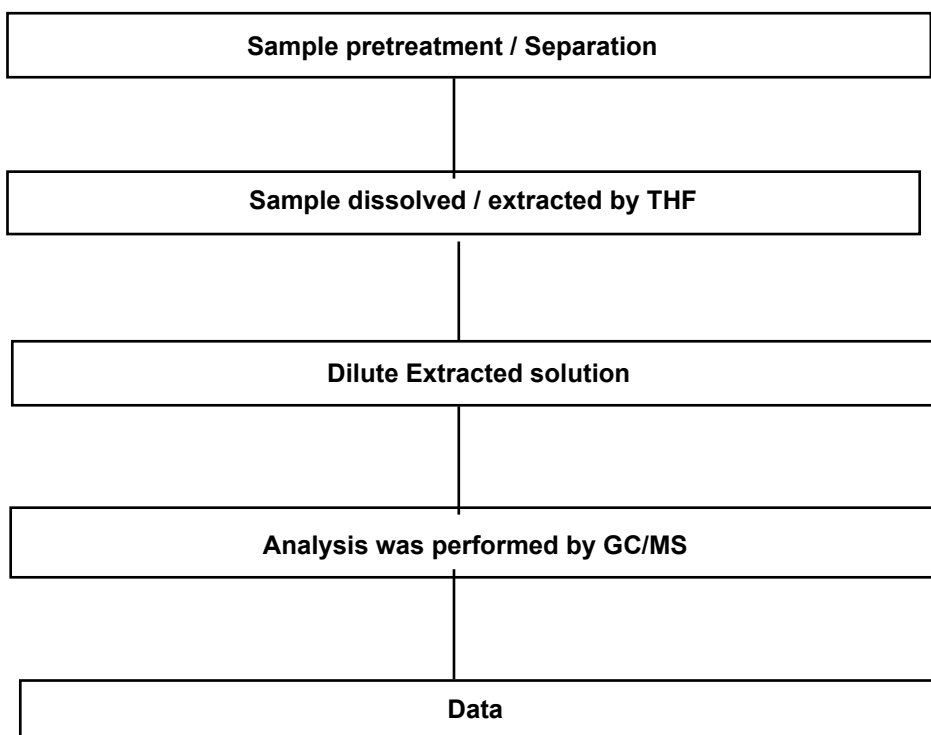 Sample pretreatment / Separation
Sample dissolved / extracted by THF
Dilute Extracted solution
Analysis was performed by GC/MS
Data